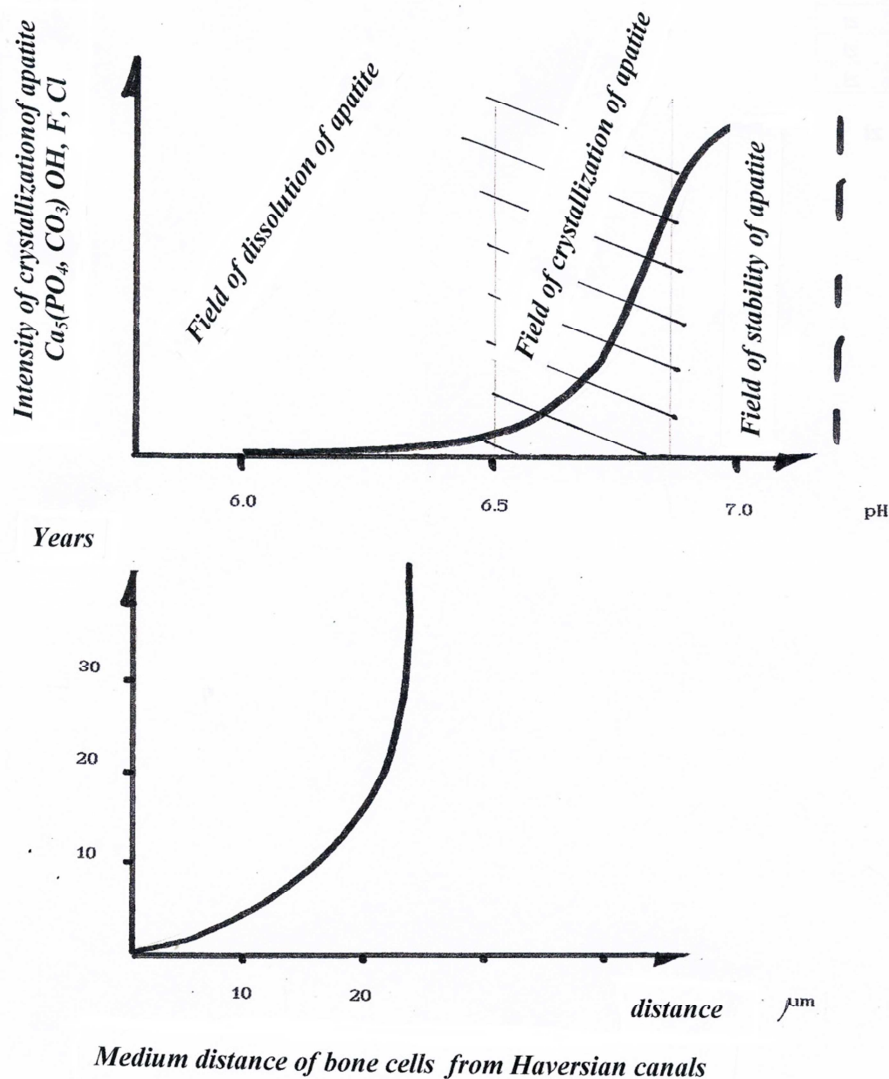 Intensity of crystallizationof apatite
Ca₅(PO₄, CO₃) OH, F, Cl
Field of dissolution of apatite
Field of crystallization of apatite
Field of stability of apatite
6.0
6.5
7.0
pH
Years
30
20
10
10
20
distance
µm
Medium distance of bone cells from Haversian canals